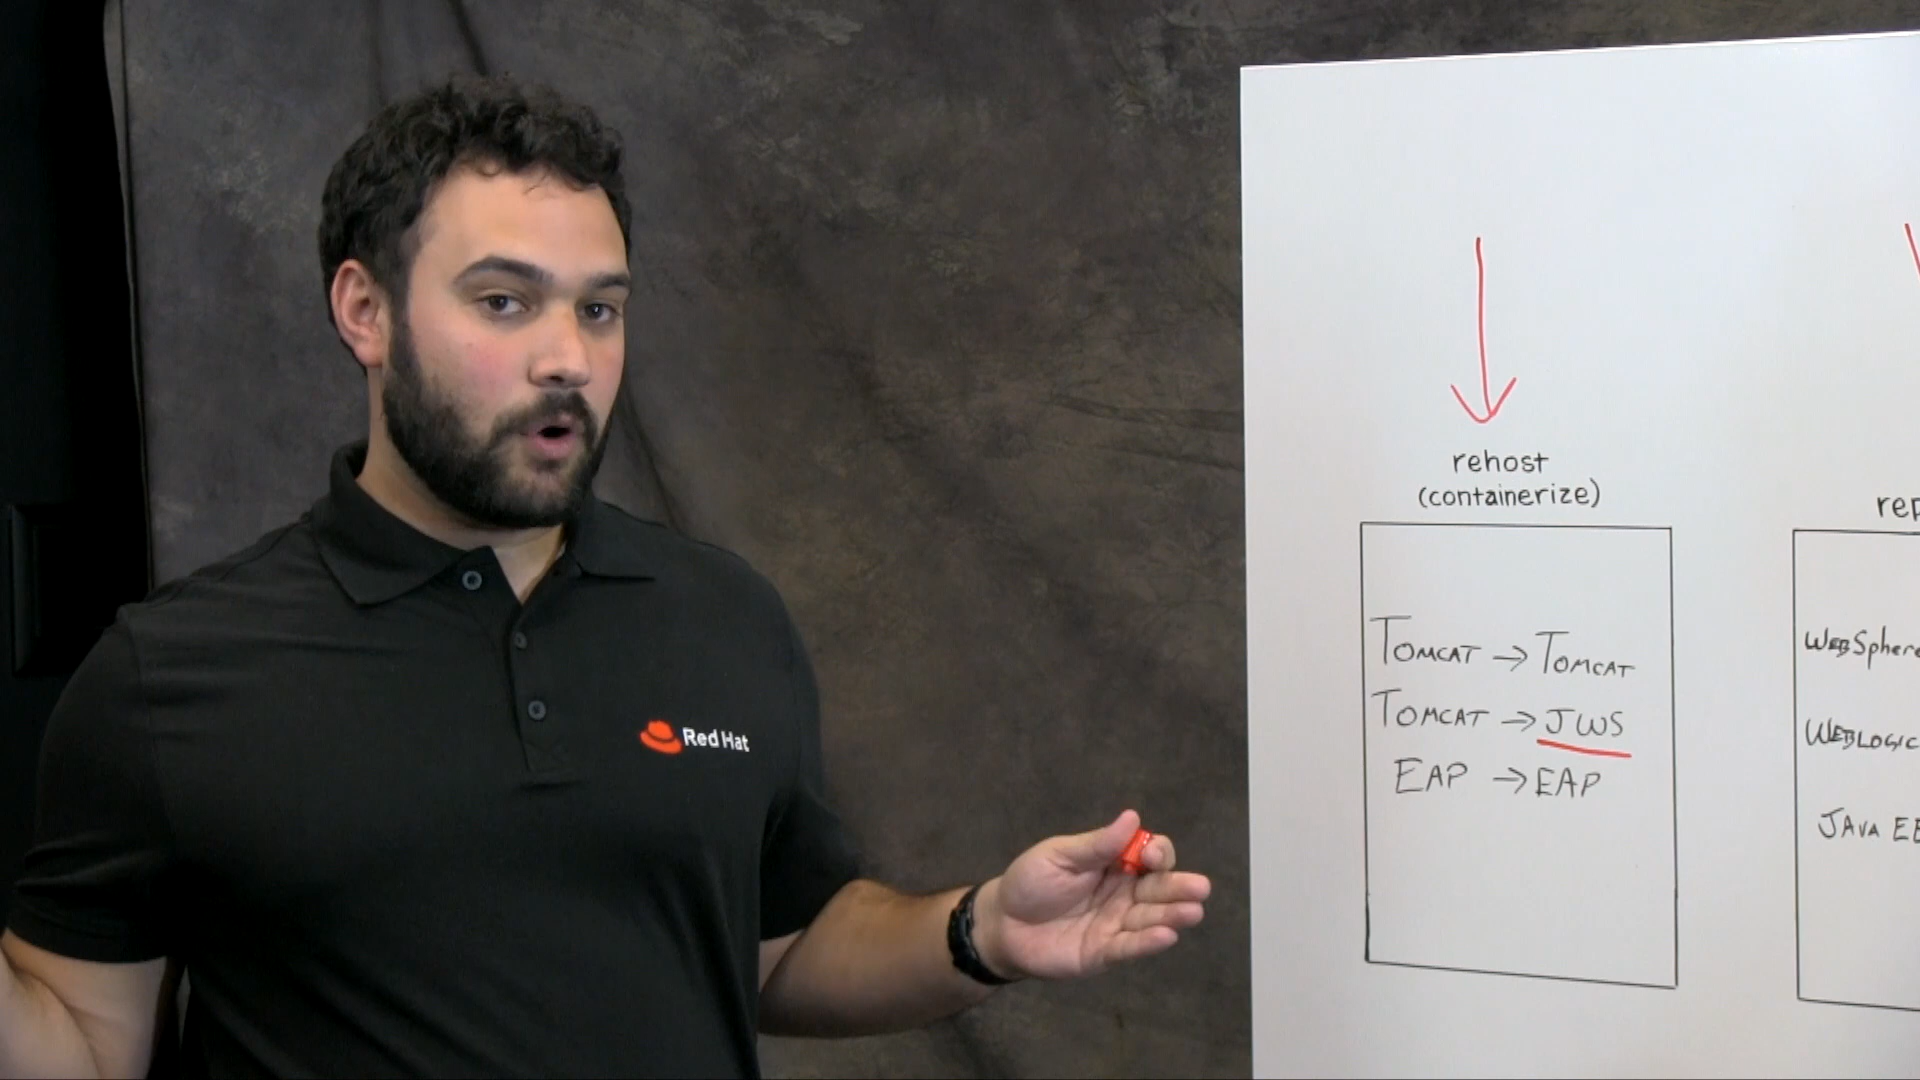 Red Hat
rehost
(containerize)
TOMCAT → TOMCAT
TOMCAT → JWS
EAP → EAP
rep
WEBSphere
WEBLOGIC
JAVA EE